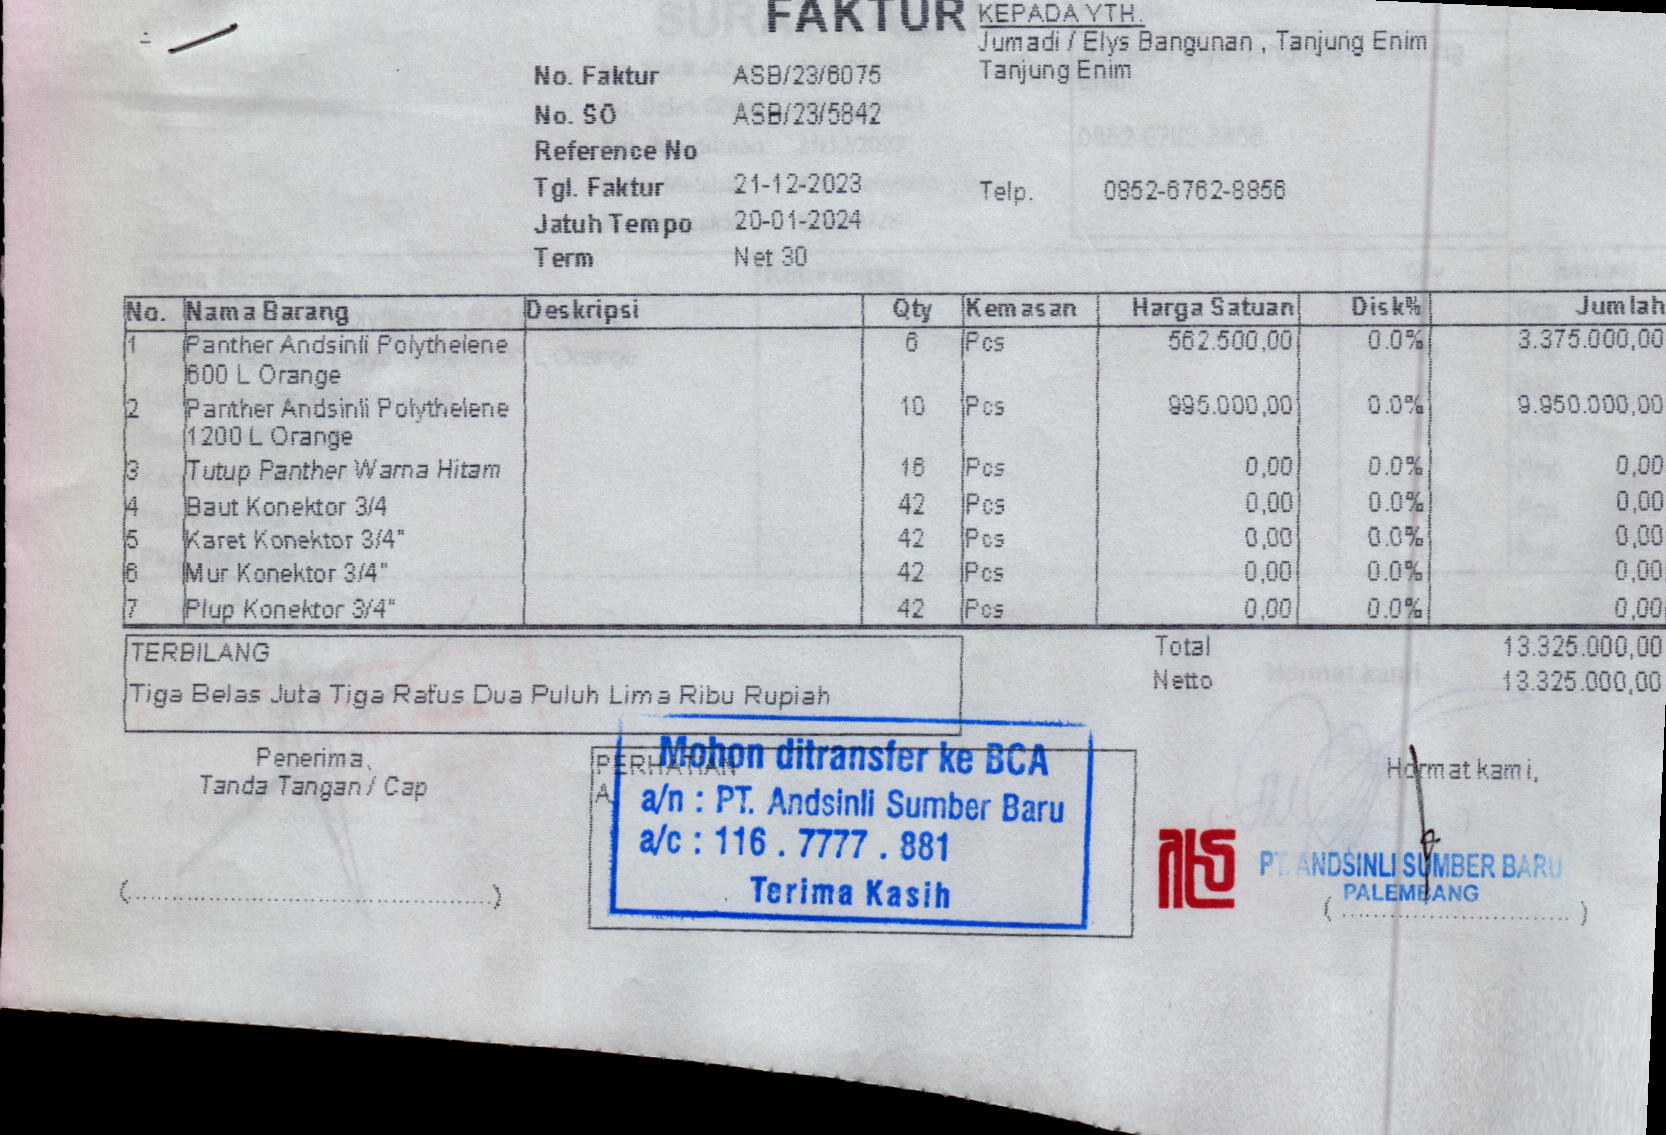 FAKTUR
KEPADA YTH.
Jumadi / Elys Bangunan , Tanjung Enim
Tanjung Enim
No. Faktur ASB/23/6075
No. SO ASB/23/5842
Reference No
Tgl. Faktur 21-12-2023
Telp. 0852-6762-8856
Jatuh Tempo 20-01-2024
Term Net 30
No. Nama Barang Deskripsi Qty Kemasan Harga Satuan Disk% Jumlah
1 Panther Andsinli Polythelene 6 Pcs 562.500,00 0.0% 3.375.000,00
600 L Orange
2 Panther Andsinli Polythelene 10 Pcs 995.000,00 0.0% 9.950.000,00
1200 L Orange
3 Tutup Panther Warna Hitam 16 Pcs 0,00 0.0% 0,00
4 Baut Konektor 3/4 42 Pcs 0,00 0.0% 0,00
5 Karet Konektor 3/4" 42 Pcs 0,00 0.0% 0,00
6 Mur Konektor 3/4" 42 Pcs 0,00 0.0% 0,00
7 Plup Konektor 3/4" 42 Pcs 0,00 0.0% 0,00
TERBILANG
Tiga Belas Juta Tiga Ratus Dua Puluh Lima Ribu Rupiah
Total 13.325.000,00
Netto 13.325.000,00
Penerima,
Tanda Tangan / Cap
(..................................................)
PERHATIAN
A.
Mohon ditransfer ke BCA
a/n : PT. Andsinli Sumber Baru
a/c : 116 . 7777 . 881
Terima Kasih
Hormat kami,
PT. ANDSINLI SUMBER BARU
PALEMBANG
( ................................ )